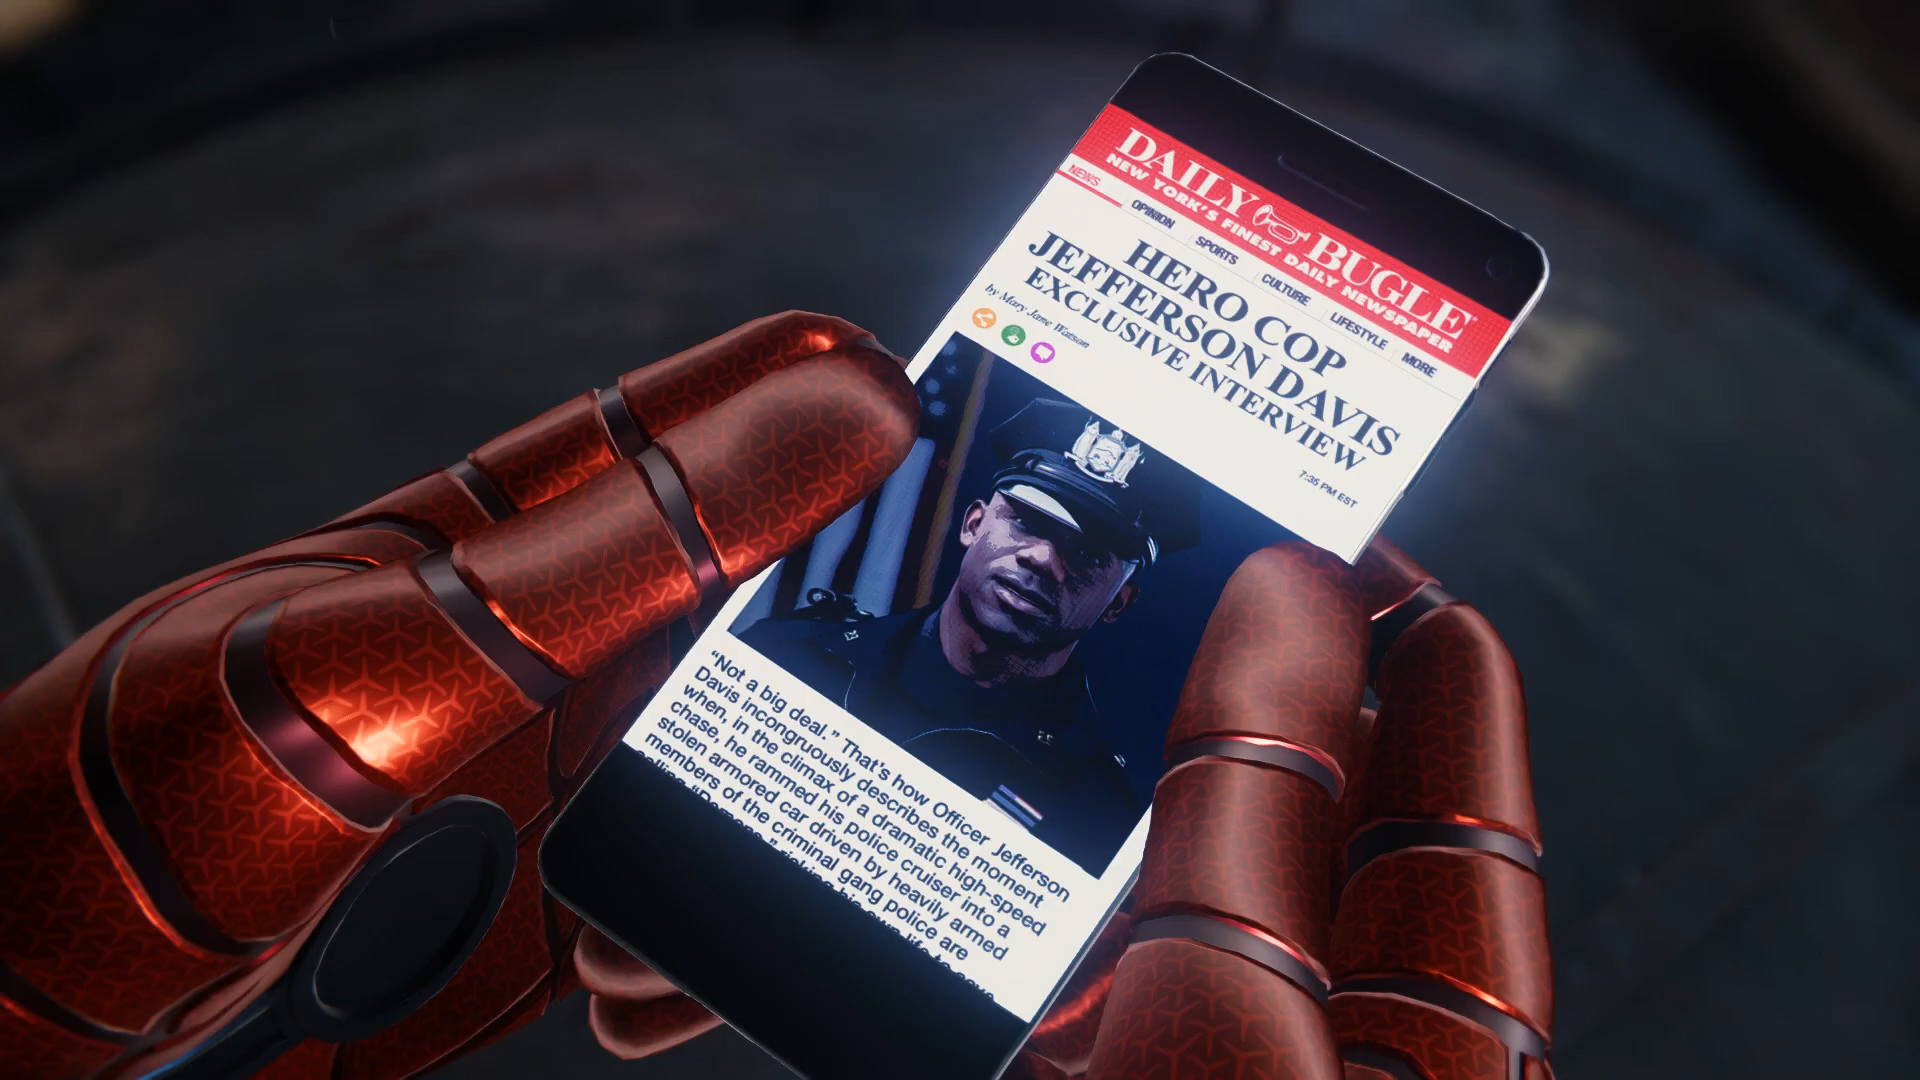 DAILY BUGLE
NEW YORK'S FINEST DAILY NEWSPAPER
NEWS OPINION SPORTS CULTURE LIFESTYLE MORE
HERO COP
JEFFERSON DAVIS
EXCLUSIVE INTERVIEW
by Mary Jane Watson
7:35 PM EST
“Not a big deal.” That's how Officer Jefferson
Davis incongruously describes the moment
when, in the climax of a dramatic high-speed
chase, he rammed his police cruiser into a
stolen armored car driven by heavily armed
members of the criminal gang police are